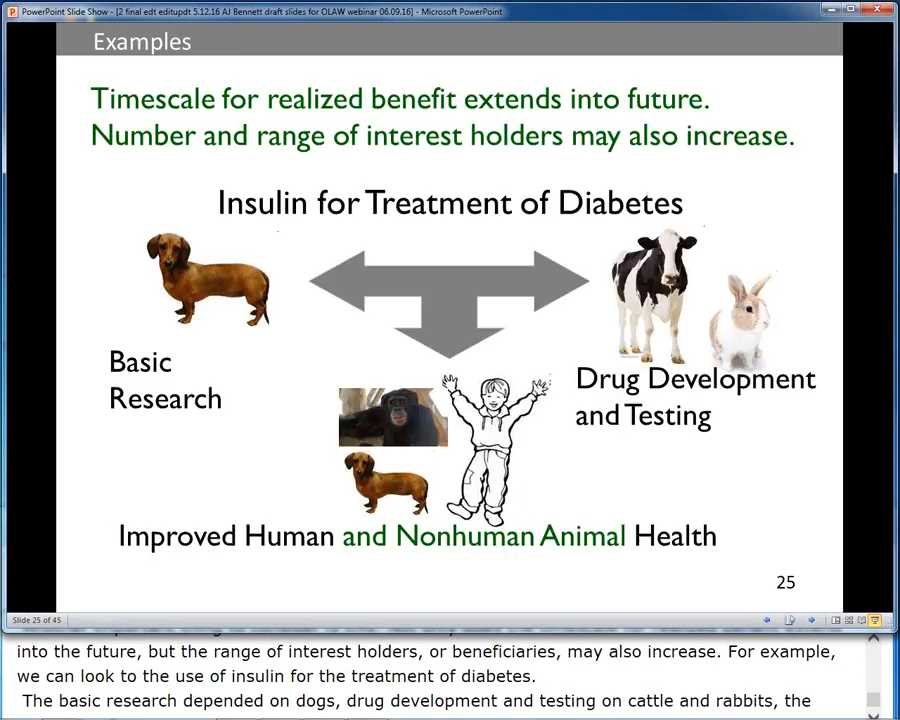 PowerPoint Slide Show - [2 final edt editupdt 5.12.16 AJ Bennett draft slides for OLAW webinar 06.09.16] - Microsoft PowerPoint
Examples
Timescale for realized benefit extends into future.
Number and range of interest holders may also increase.
Insulin for Treatment of Diabetes
Basic
Research
Drug Development
and Testing
Improved Human and Nonhuman Animal Health
25
Slide 25 of 45
into the future, but the range of interest holders, or beneficiaries, may also increase. For example,
we can look to the use of insulin for the treatment of diabetes.
The basic research depended on dogs, drug development and testing on cattle and rabbits, the